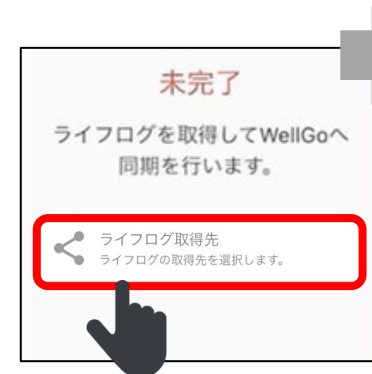 未完了
ライフログを取得してWellGoへ
同期を行います。
ライフログ取得先
ライフログの取得先を選択します。